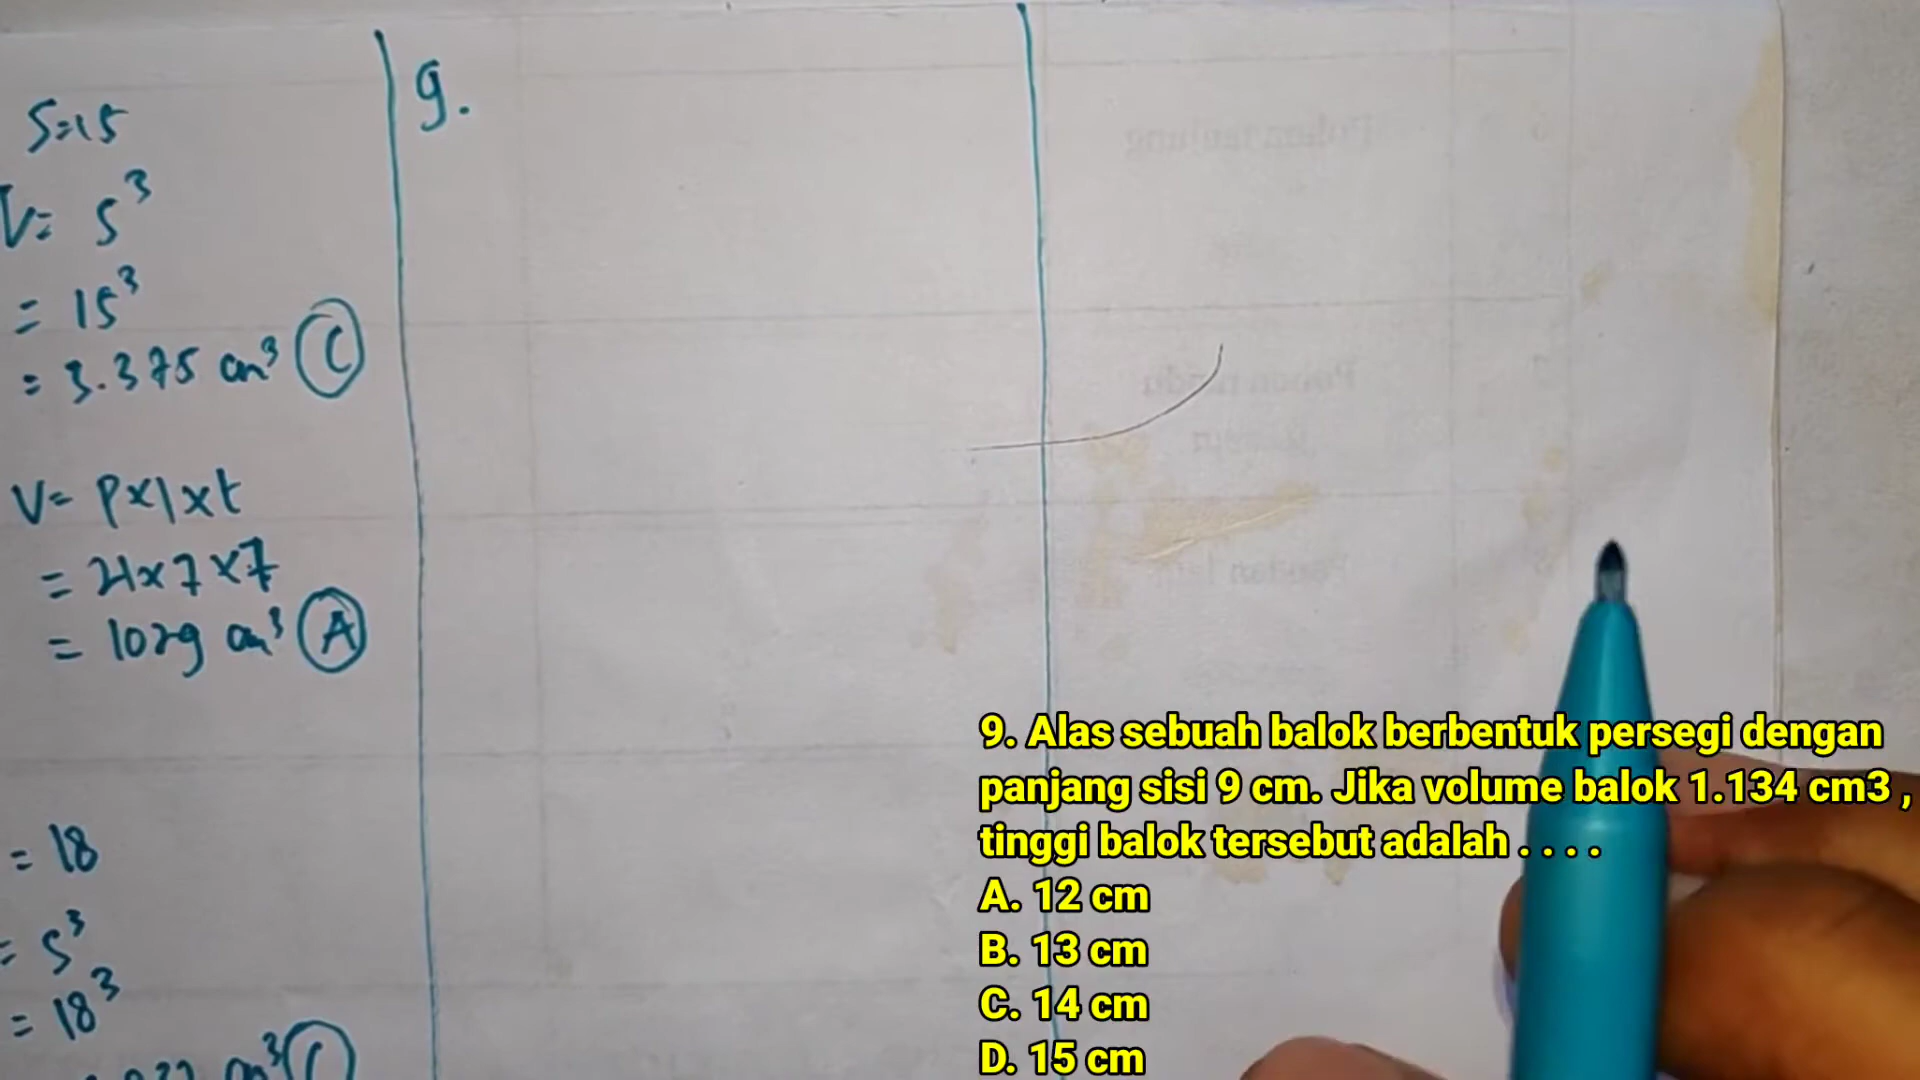 S=15
V= S³
= 15³
= 3.375 cm³ C
V= p×l×t
= 21×7×7
= 1029 cm³ A
= 18
= S³
= 18³
cm³ C
9.
9. Alas sebuah balok berbentuk persegi dengan
panjang sisi 9 cm. Jika volume balok 1.134 cm3 ,
tinggi balok tersebut adalah . . . .
A. 12 cm
B. 13 cm
C. 14 cm
D. 15 cm